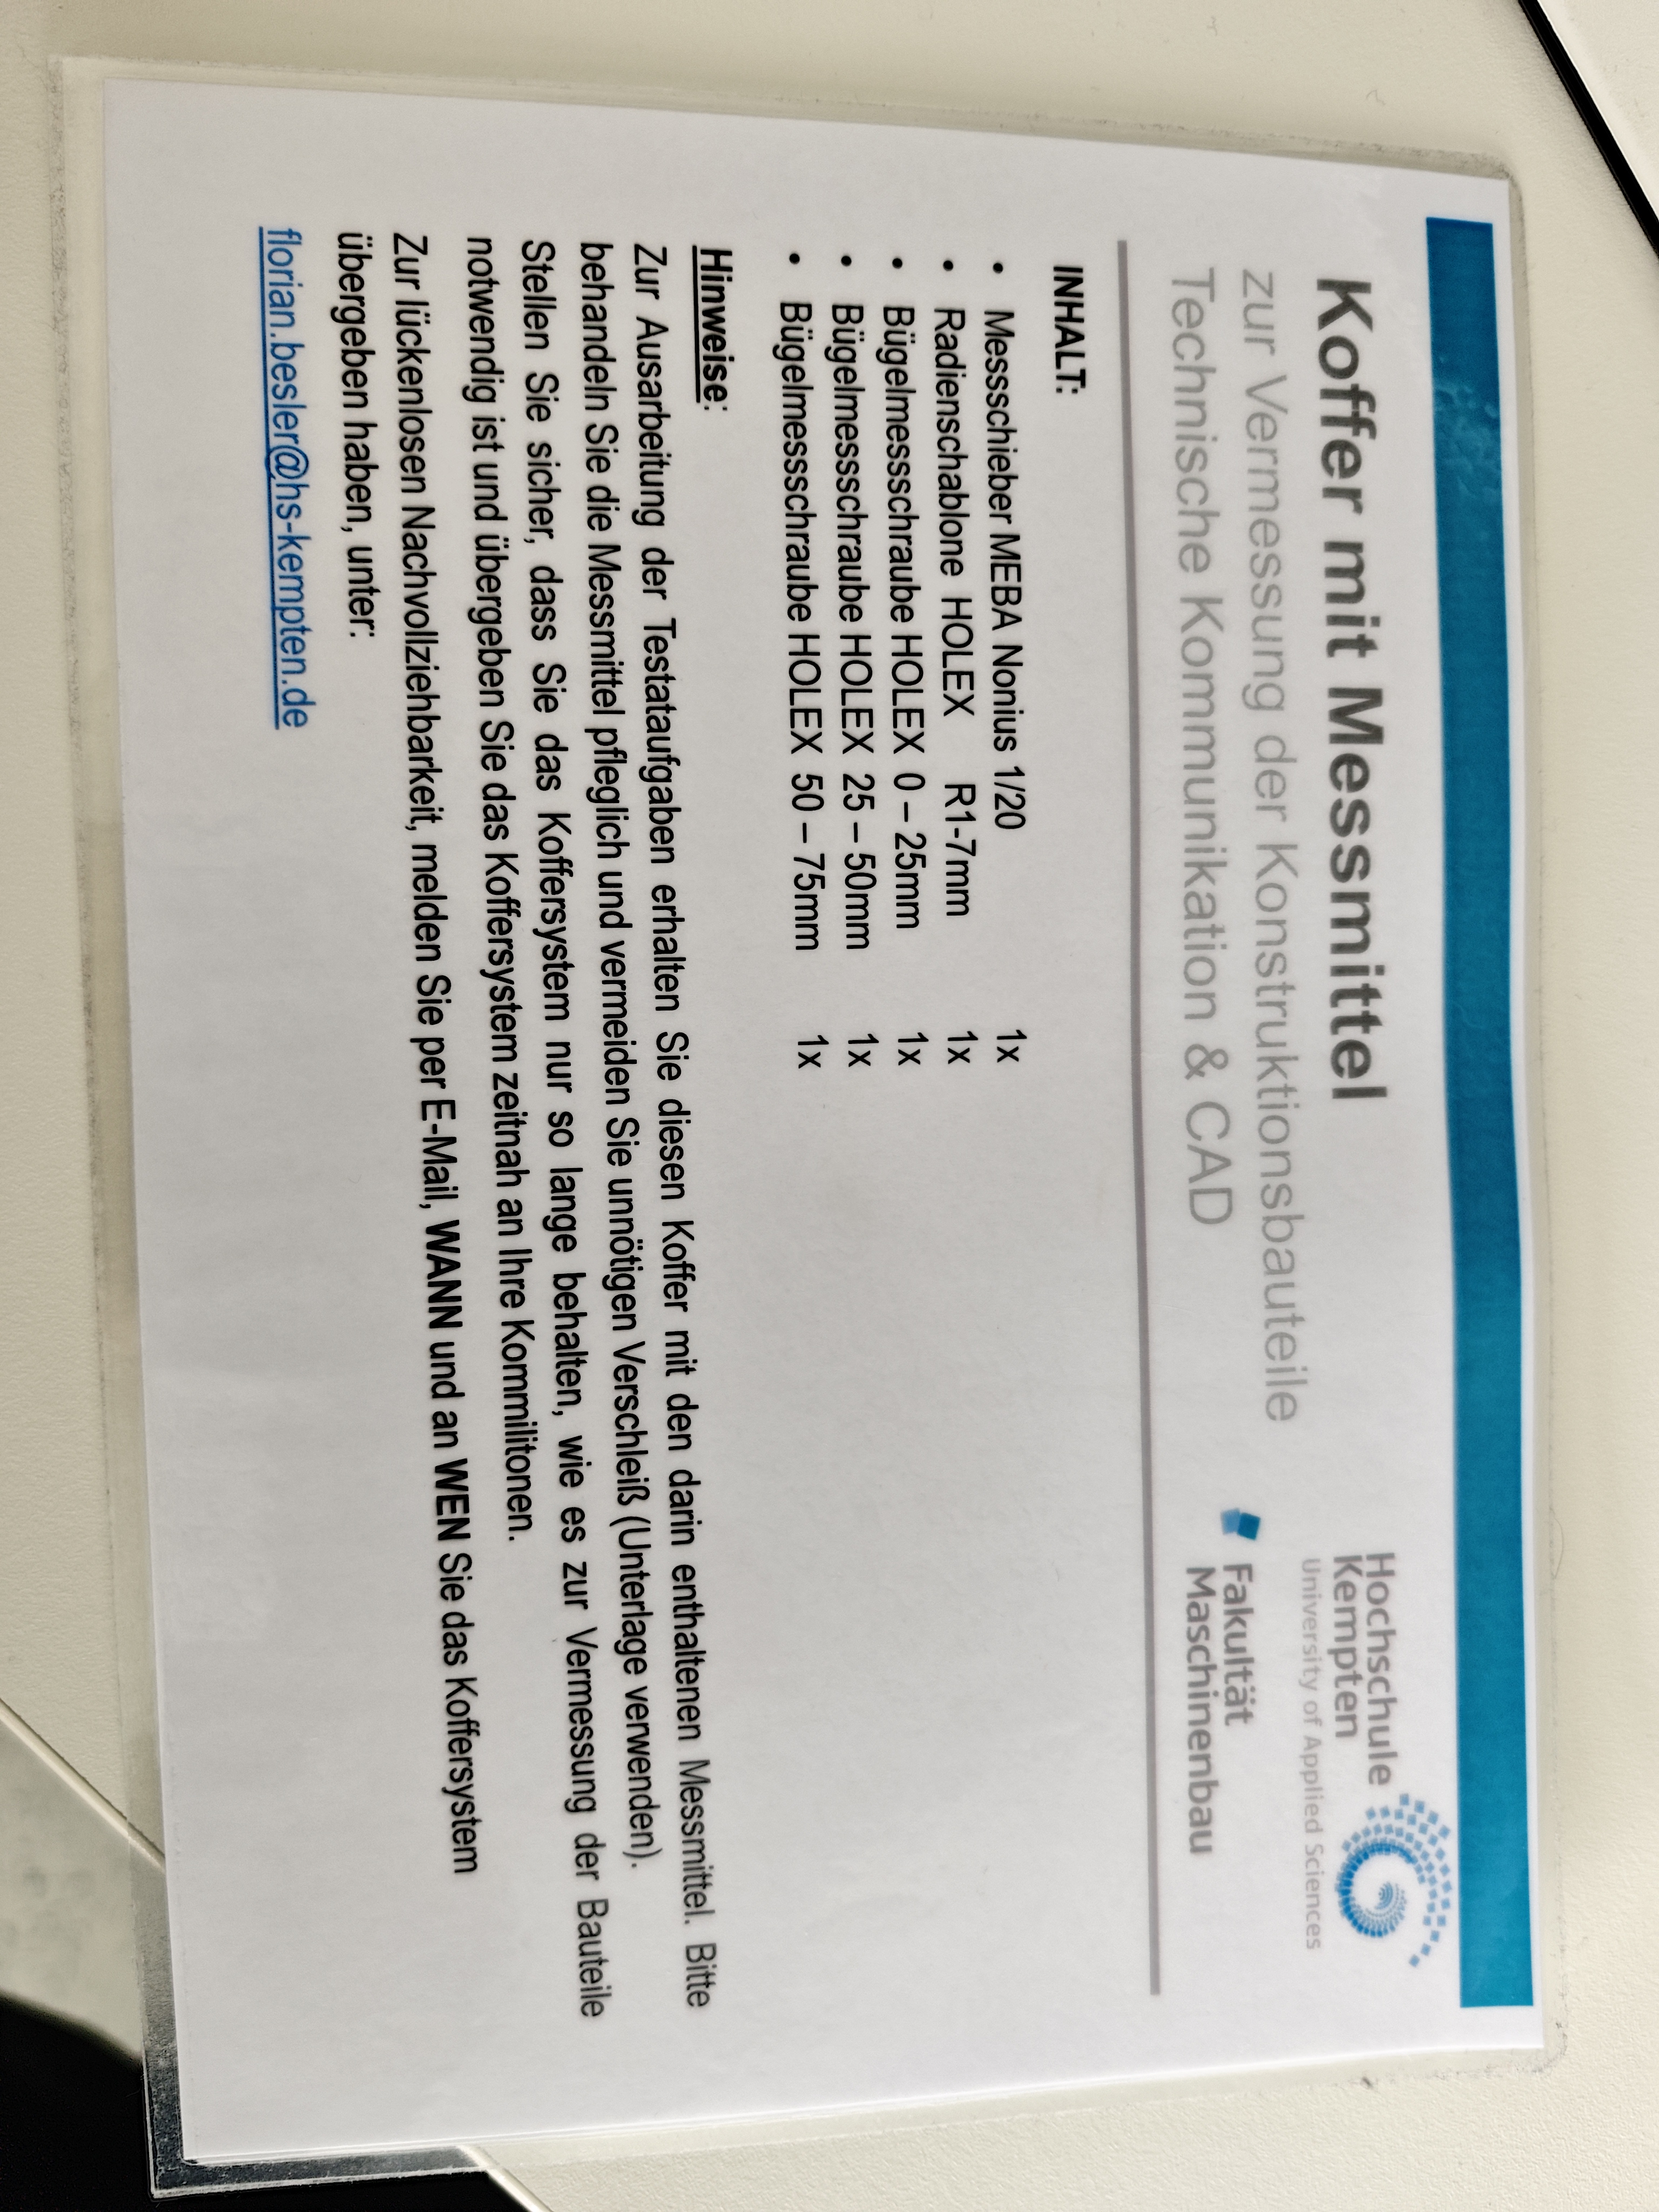 Koffer mit Messmittel
zur Vermessung der Konstruktionsbauteile
Technische Kommunikation & CAD
Hochschule
Kempten
University of Applied Sciences
Fakultät
Maschinenbau
INHALT:
• Messschieber MEBA Nonius 1/20 1x
• Radienschablone HOLEX R1-7mm 1x
• Bügelmessschraube HOLEX 0 – 25mm 1x
• Bügelmessschraube HOLEX 25 – 50mm 1x
• Bügelmessschraube HOLEX 50 – 75mm 1x
Hinweise:
Zur Ausarbeitung der Testataufgaben erhalten Sie diesen Koffer mit den darin enthaltenen Messmittel. Bitte
behandeln Sie die Messmittel pfleglich und vermeiden Sie unnötigen Verschleiß (Unterlage verwenden).
Stellen Sie sicher, dass Sie das Koffersystem nur so lange behalten, wie es zur Vermessung der Bauteile
notwendig ist und übergeben Sie das Koffersystem zeitnah an Ihre Kommilitonen.
Zur lückenlosen Nachvollziehbarkeit, melden Sie per E-Mail, WANN und an WEN Sie das Koffersystem
übergeben haben, unter:
florian.besler@hs-kempten.de